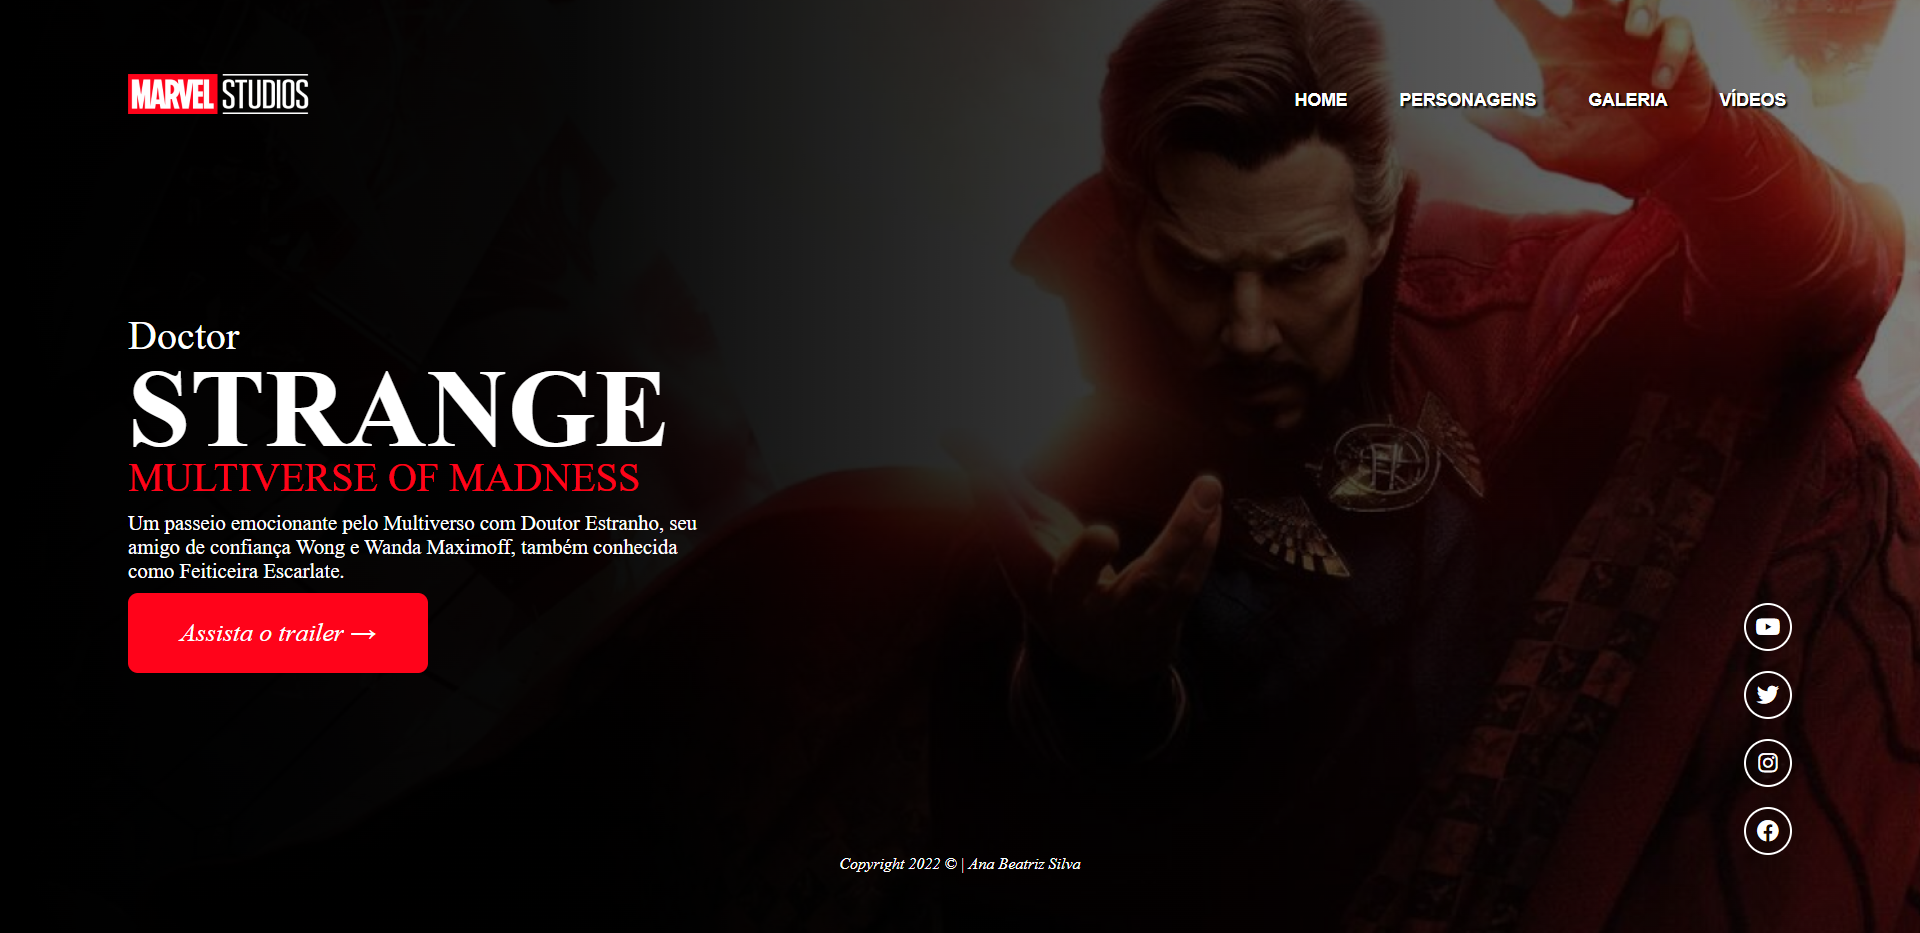 MARVEL STUDIOS
HOME PERSONAGENS GALERIA VÍDEOS
Doctor
STRANGE
MULTIVERSE OF MADNESS
Um passeio emocionante pelo Multiverso com Doutor Estranho, seu
amigo de confiança Wong e Wanda Maximoff, também conhecida
como Feiticeira Escarlate.
Assista o trailer →
Copyright 2022 © | Ana Beatriz Silva